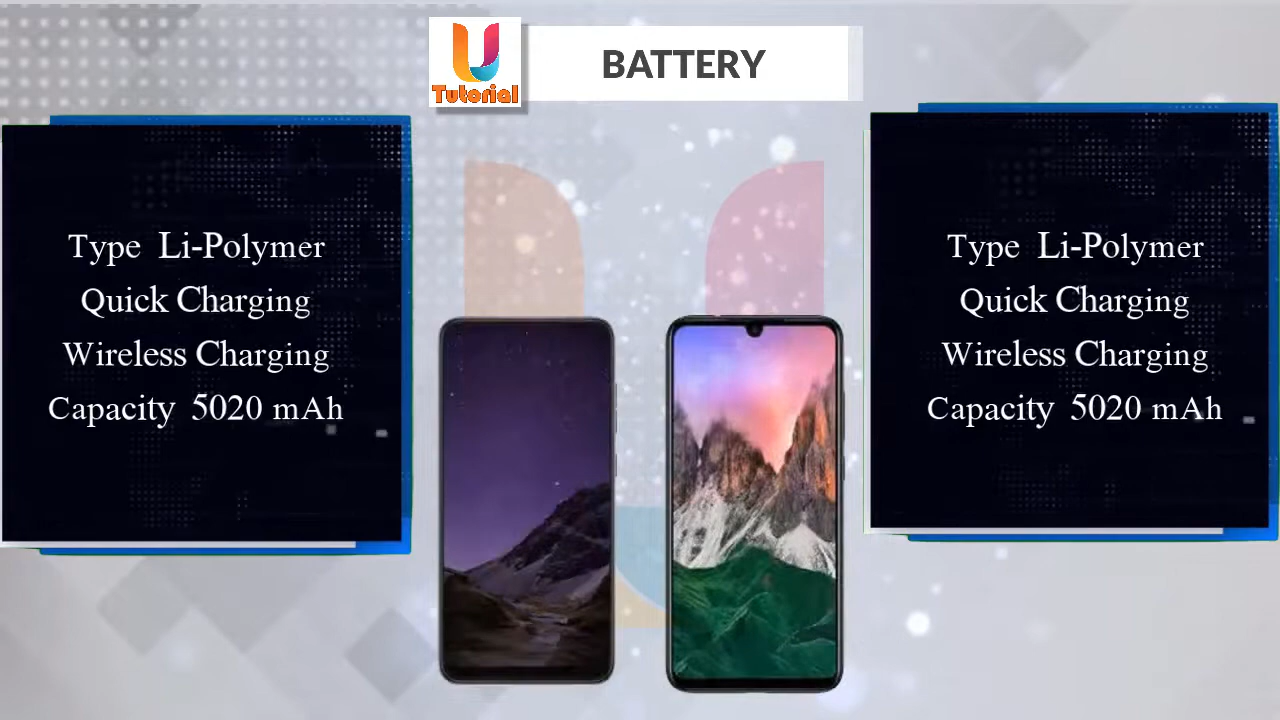 U
Tutorial
BATTERY
Type Li-Polymer
Quick Charging
Wireless Charging
Capacity 5020 mAh
Type Li-Polymer
Quick Charging
Wireless Charging
Capacity 5020 mAh